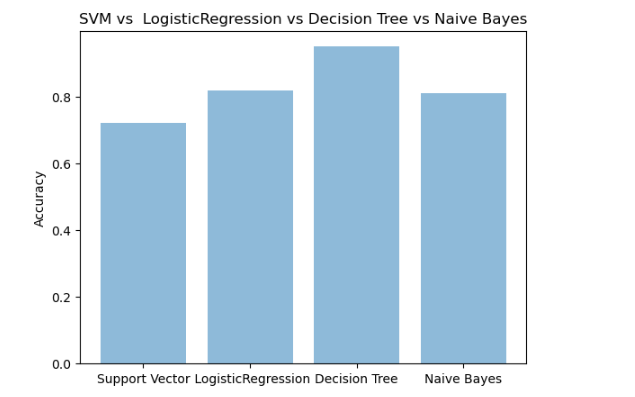 SVM vs  LogisticRegression vs Decision Tree vs Naive Bayes
Accuracy
0.8
0.6
0.4
0.2
0.0
Support Vector LogisticRegression Decision Tree Naive Bayes